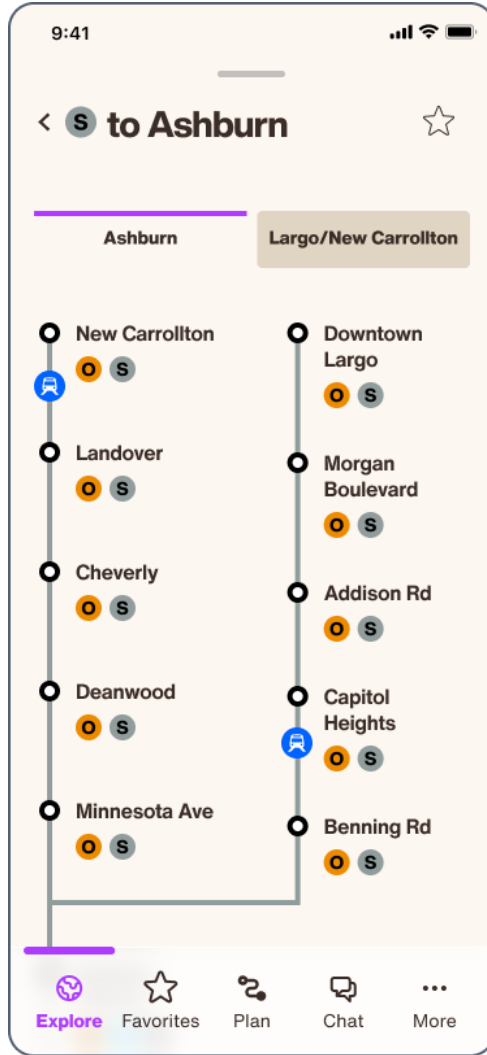 9:41
S to Ashburn
Ashburn
Largo/New Carrollton
New Carrollton
O S
Landover
O S
Cheverly
O S
Deanwood
O S
Minnesota Ave
O S
Downtown
Largo
O S
Morgan
Boulevard
O S
Addison Rd
O S
Capitol
Heights
O S
Benning Rd
O S
Explore
Favorites
Plan
Chat
More